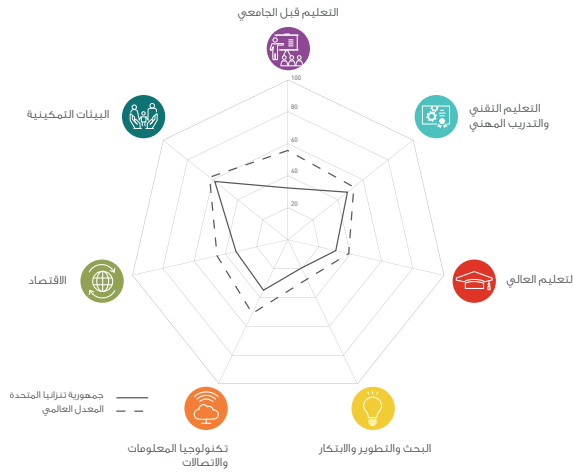 التعليم قبل الجامعي
التعليم التقني
والتدريب المهني
لتعليم العالي
البحث والتطوير والابتكار
تكنولوجيا المعلومات
والاتصالات
الاقتصاد
البيئات التمكينية
100
80
60
40
20
جمهورية تنزانيا المتحدة
المعدل العالمي